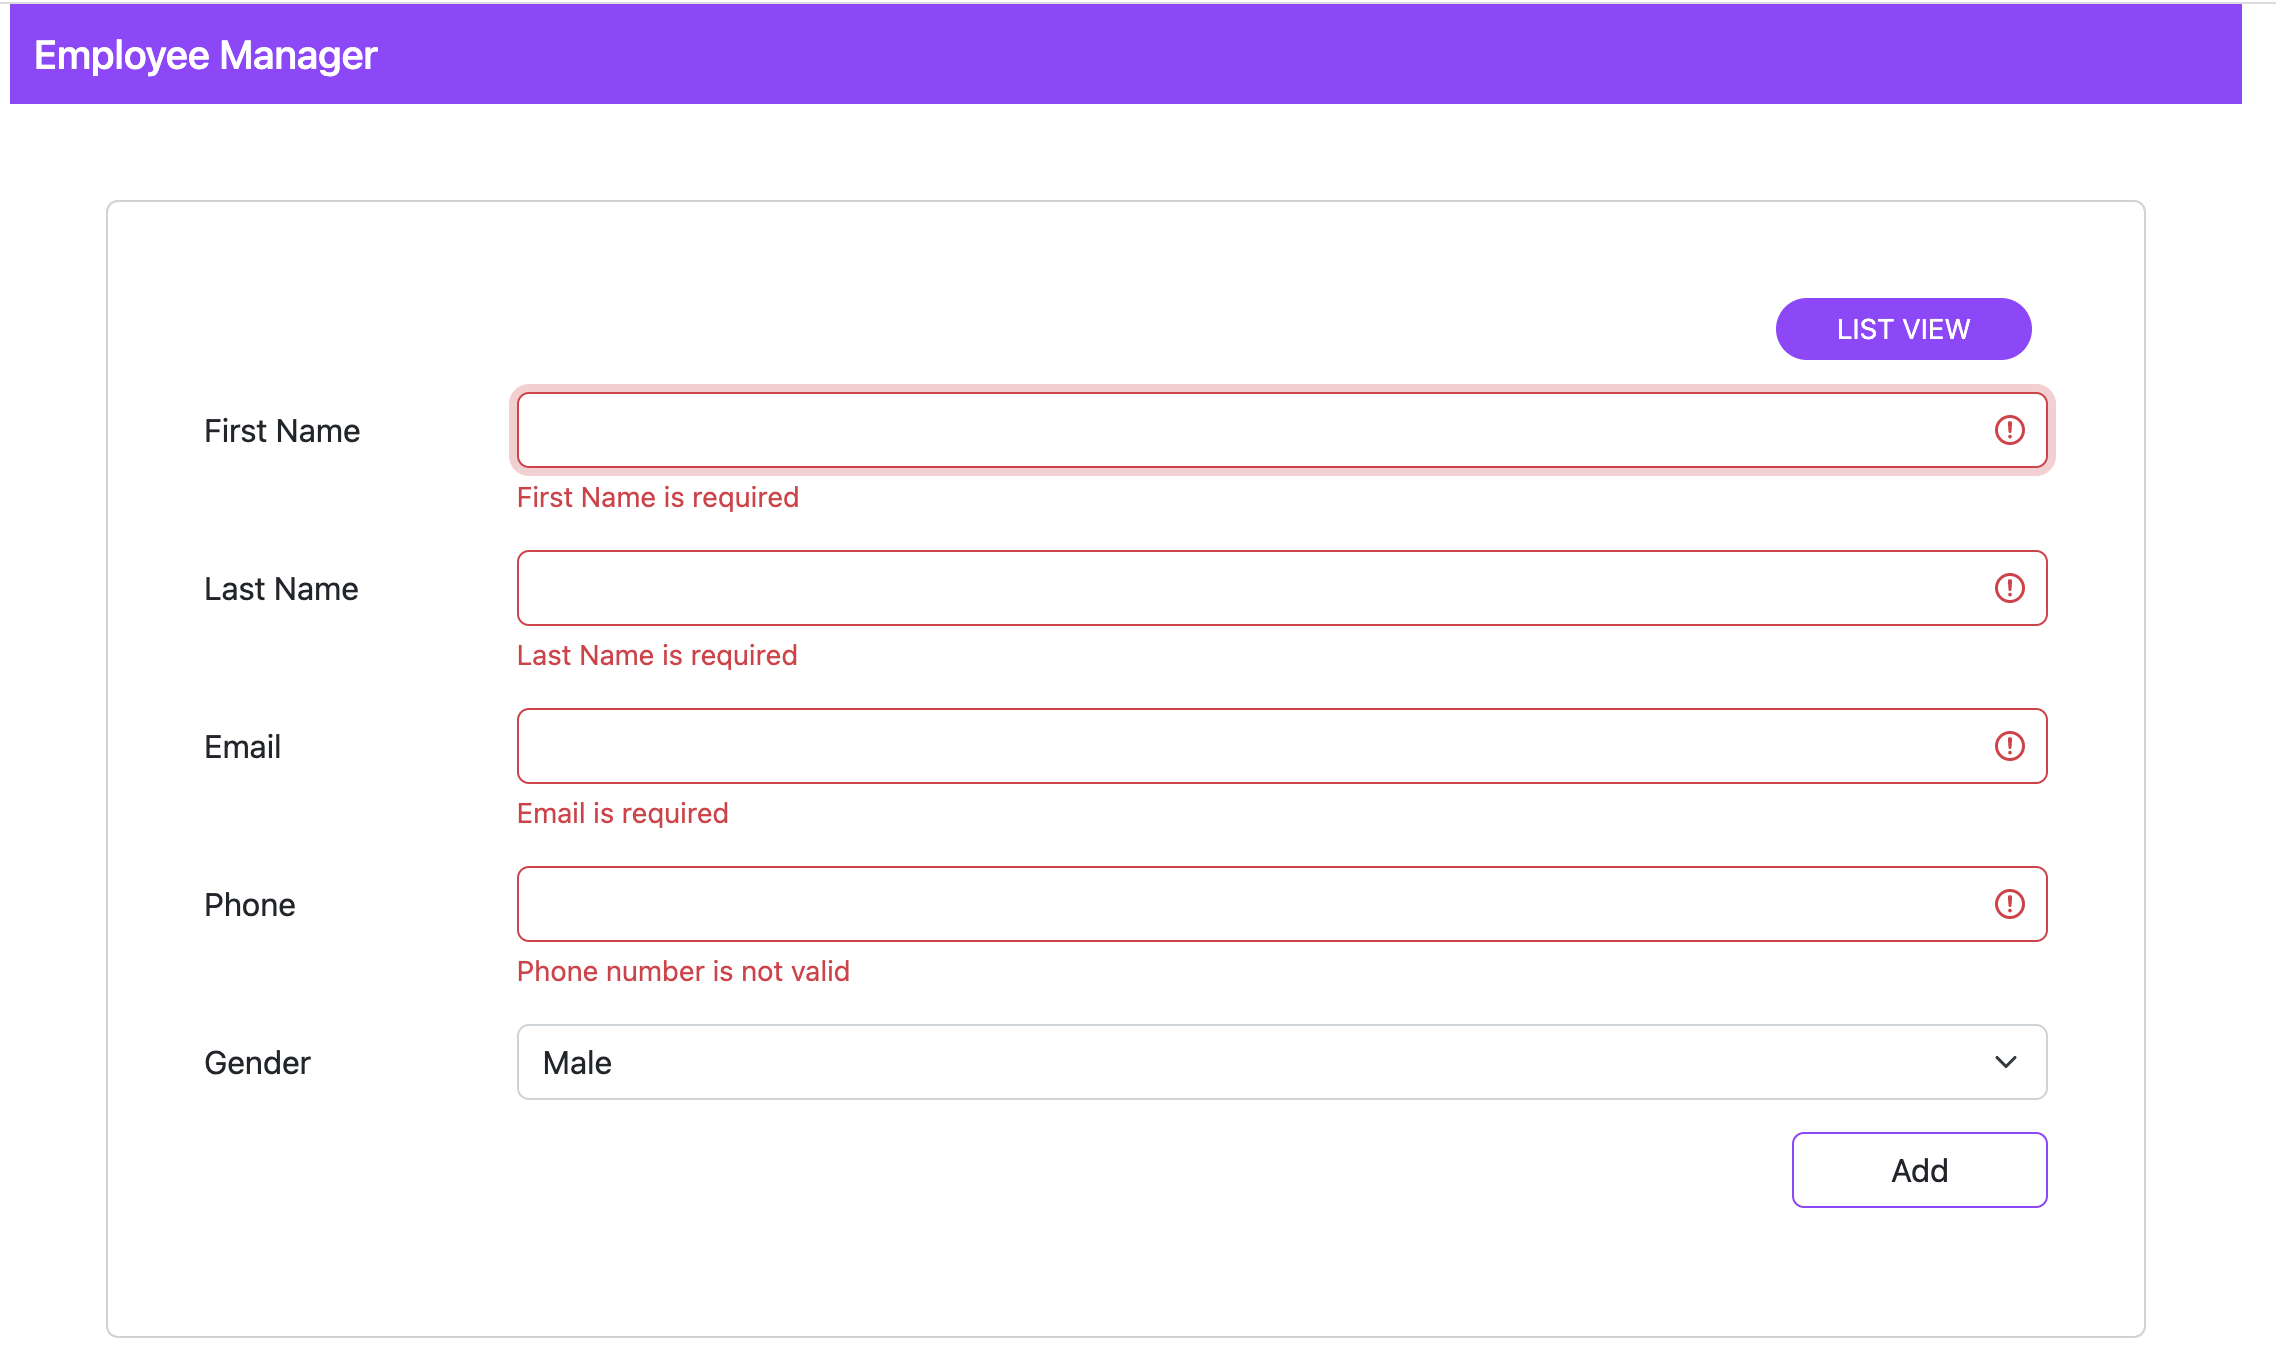 Employee Manager
LIST VIEW
First Name
First Name is required
Last Name
Last Name is required
Email
Email is required
Phone
Phone number is not valid
Gender
Male
Add